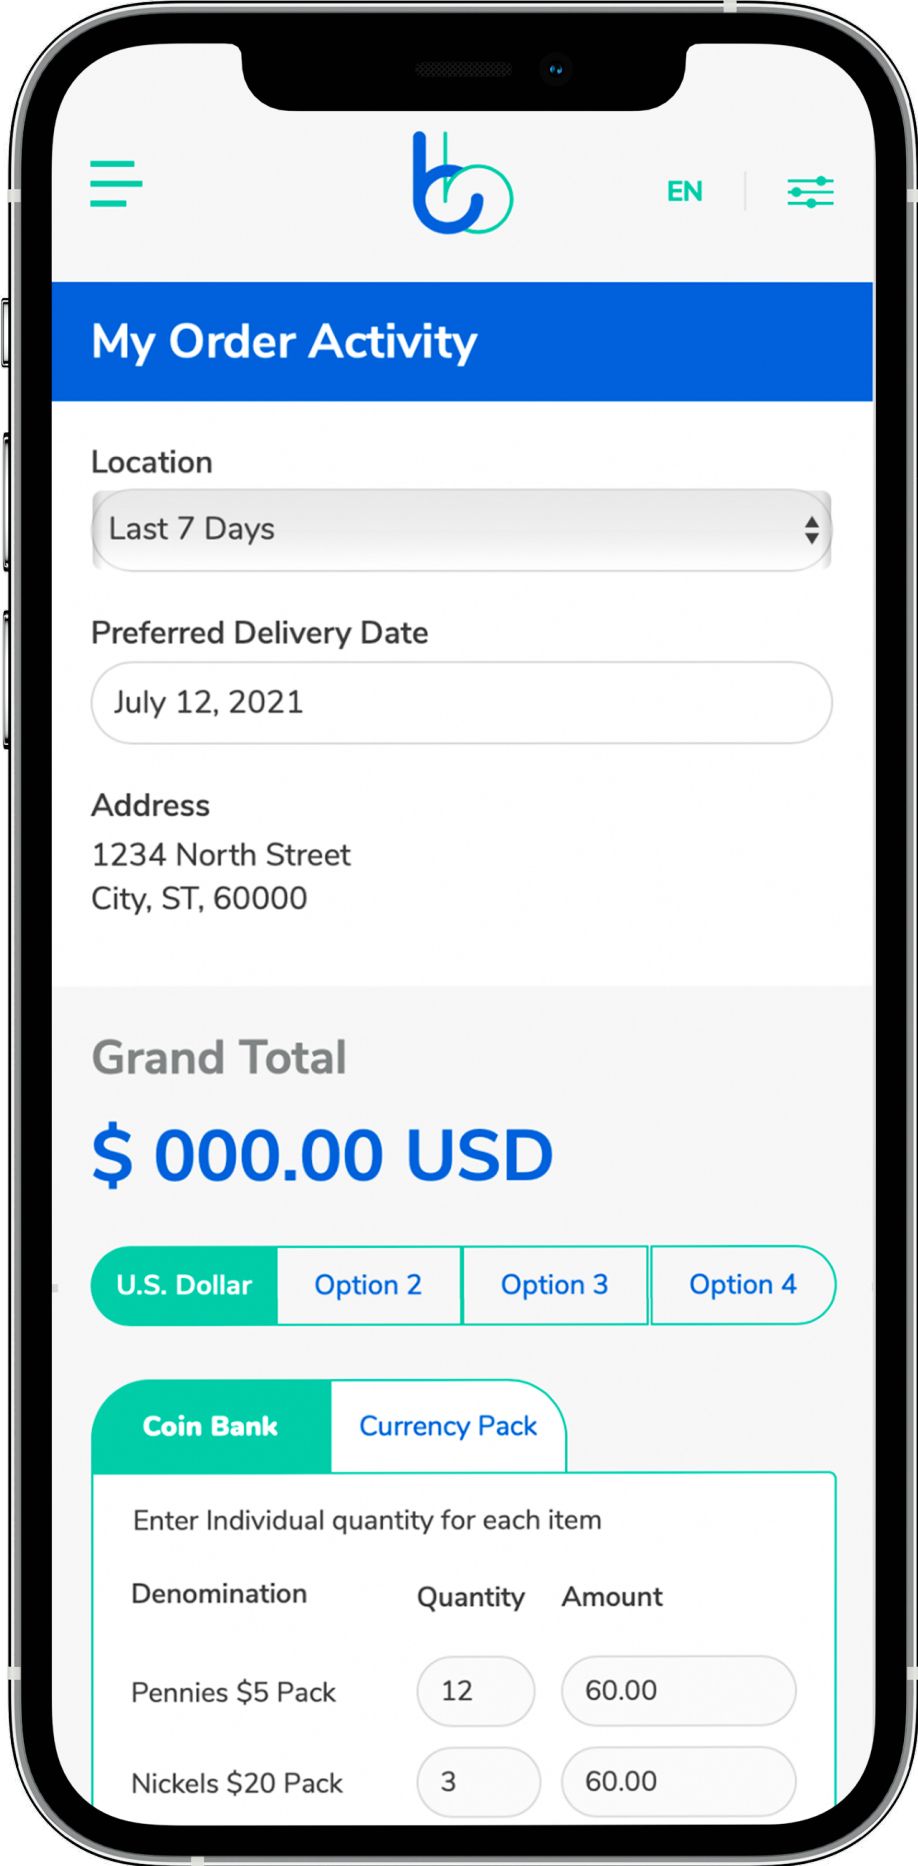 EN
My Order Activity
Location
Last 7 Days
Preferred Delivery Date
July 12, 2021
Address
1234 North Street
City, ST, 60000
Grand Total
$ 000.00 USD
U.S. Dollar Option 2 Option 3 Option 4
Coin Bank Currency Pack
Enter Individual quantity for each item
Denomination Quantity Amount
Pennies $5 Pack 12 60.00
Nickels $20 Pack 3 60.00